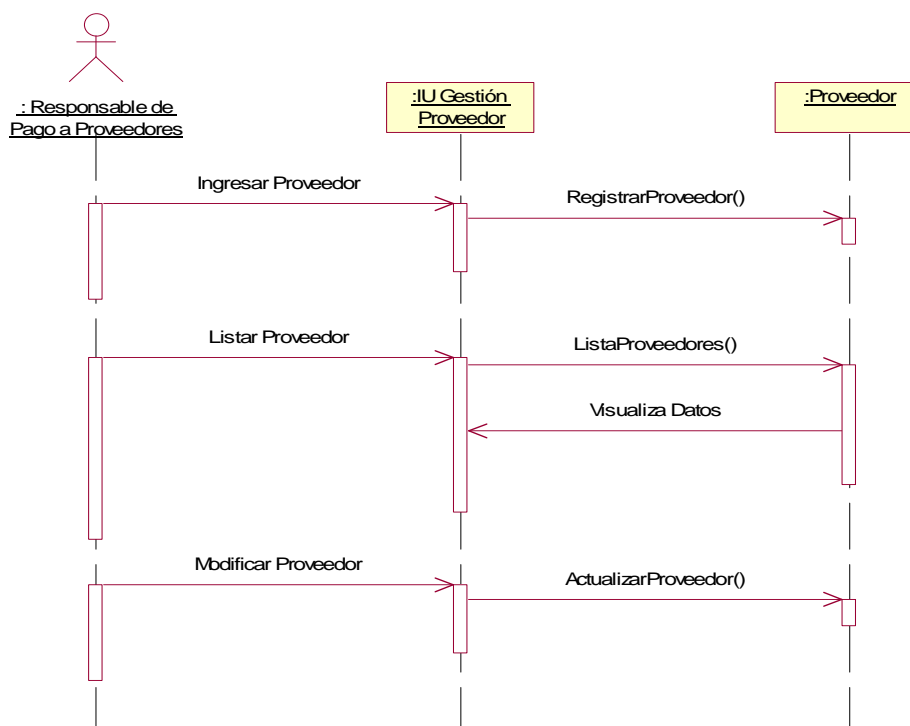 : Responsable de
Pago a Proveedores
:IU Gestión
Proveedor
:Proveedor
Ingresar Proveedor
RegistrarProveedor()
Listar Proveedor
ListaProveedores()
Visualiza Datos
Modificar Proveedor
ActualizarProveedor()